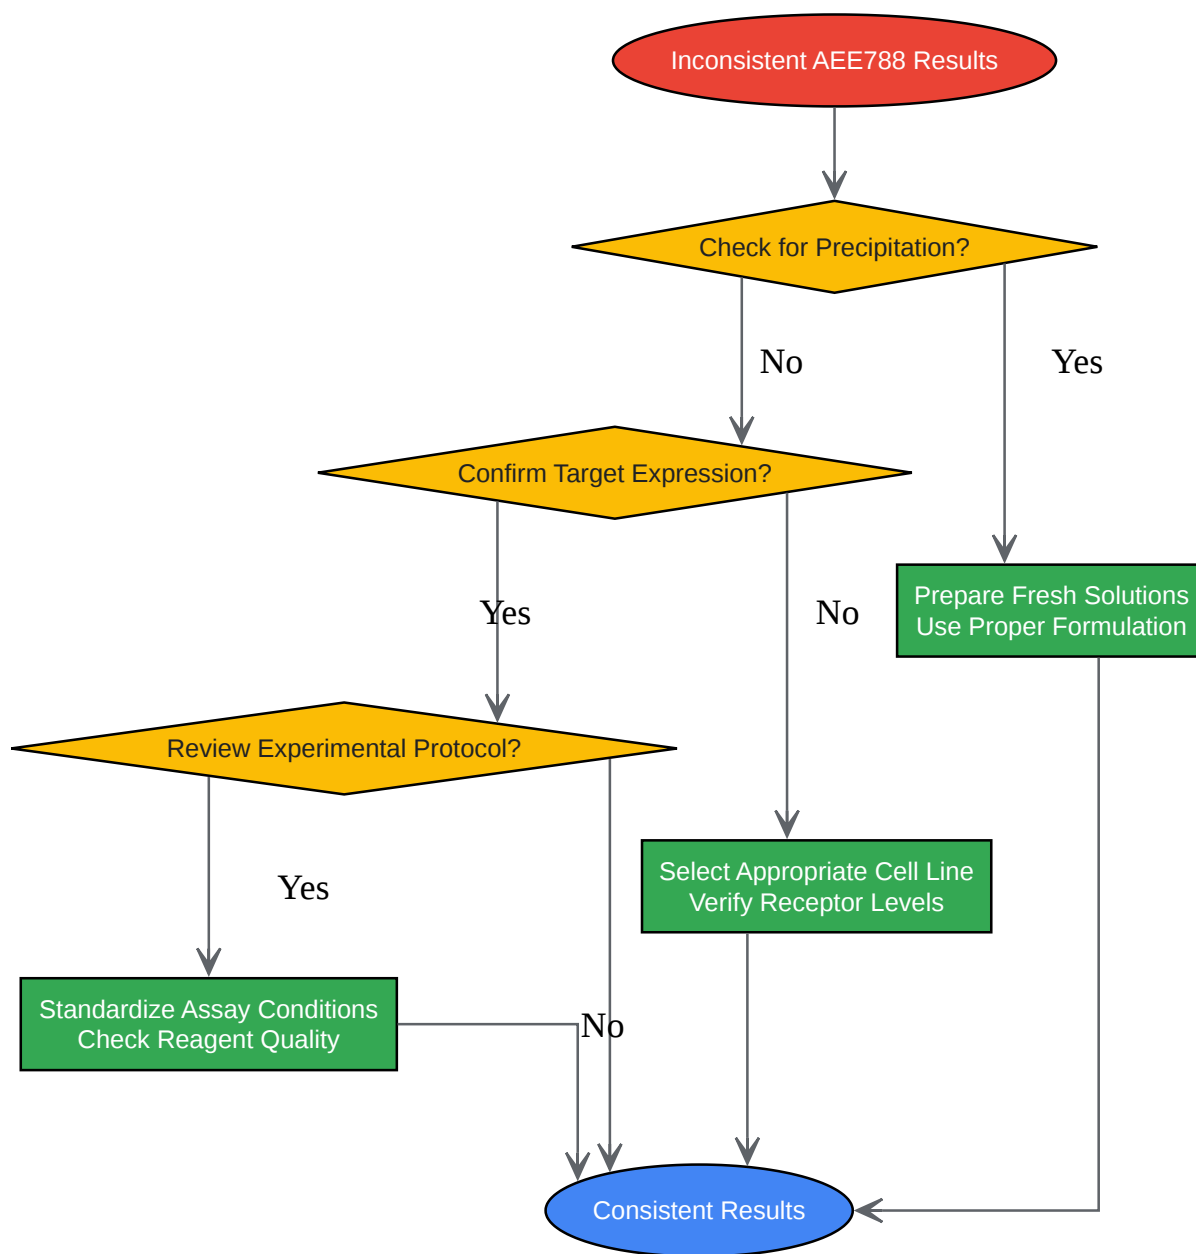 Inconsistent AEE788 Results
Check for Precipitation?
No
Yes
Confirm Target Expression?
Yes
No
Prepare Fresh Solutions
Use Proper Formulation
Review Experimental Protocol?
Yes
Select Appropriate Cell Line
Verify Receptor Levels
Standardize Assay Conditions
Check Reagent Quality
No
Consistent Results